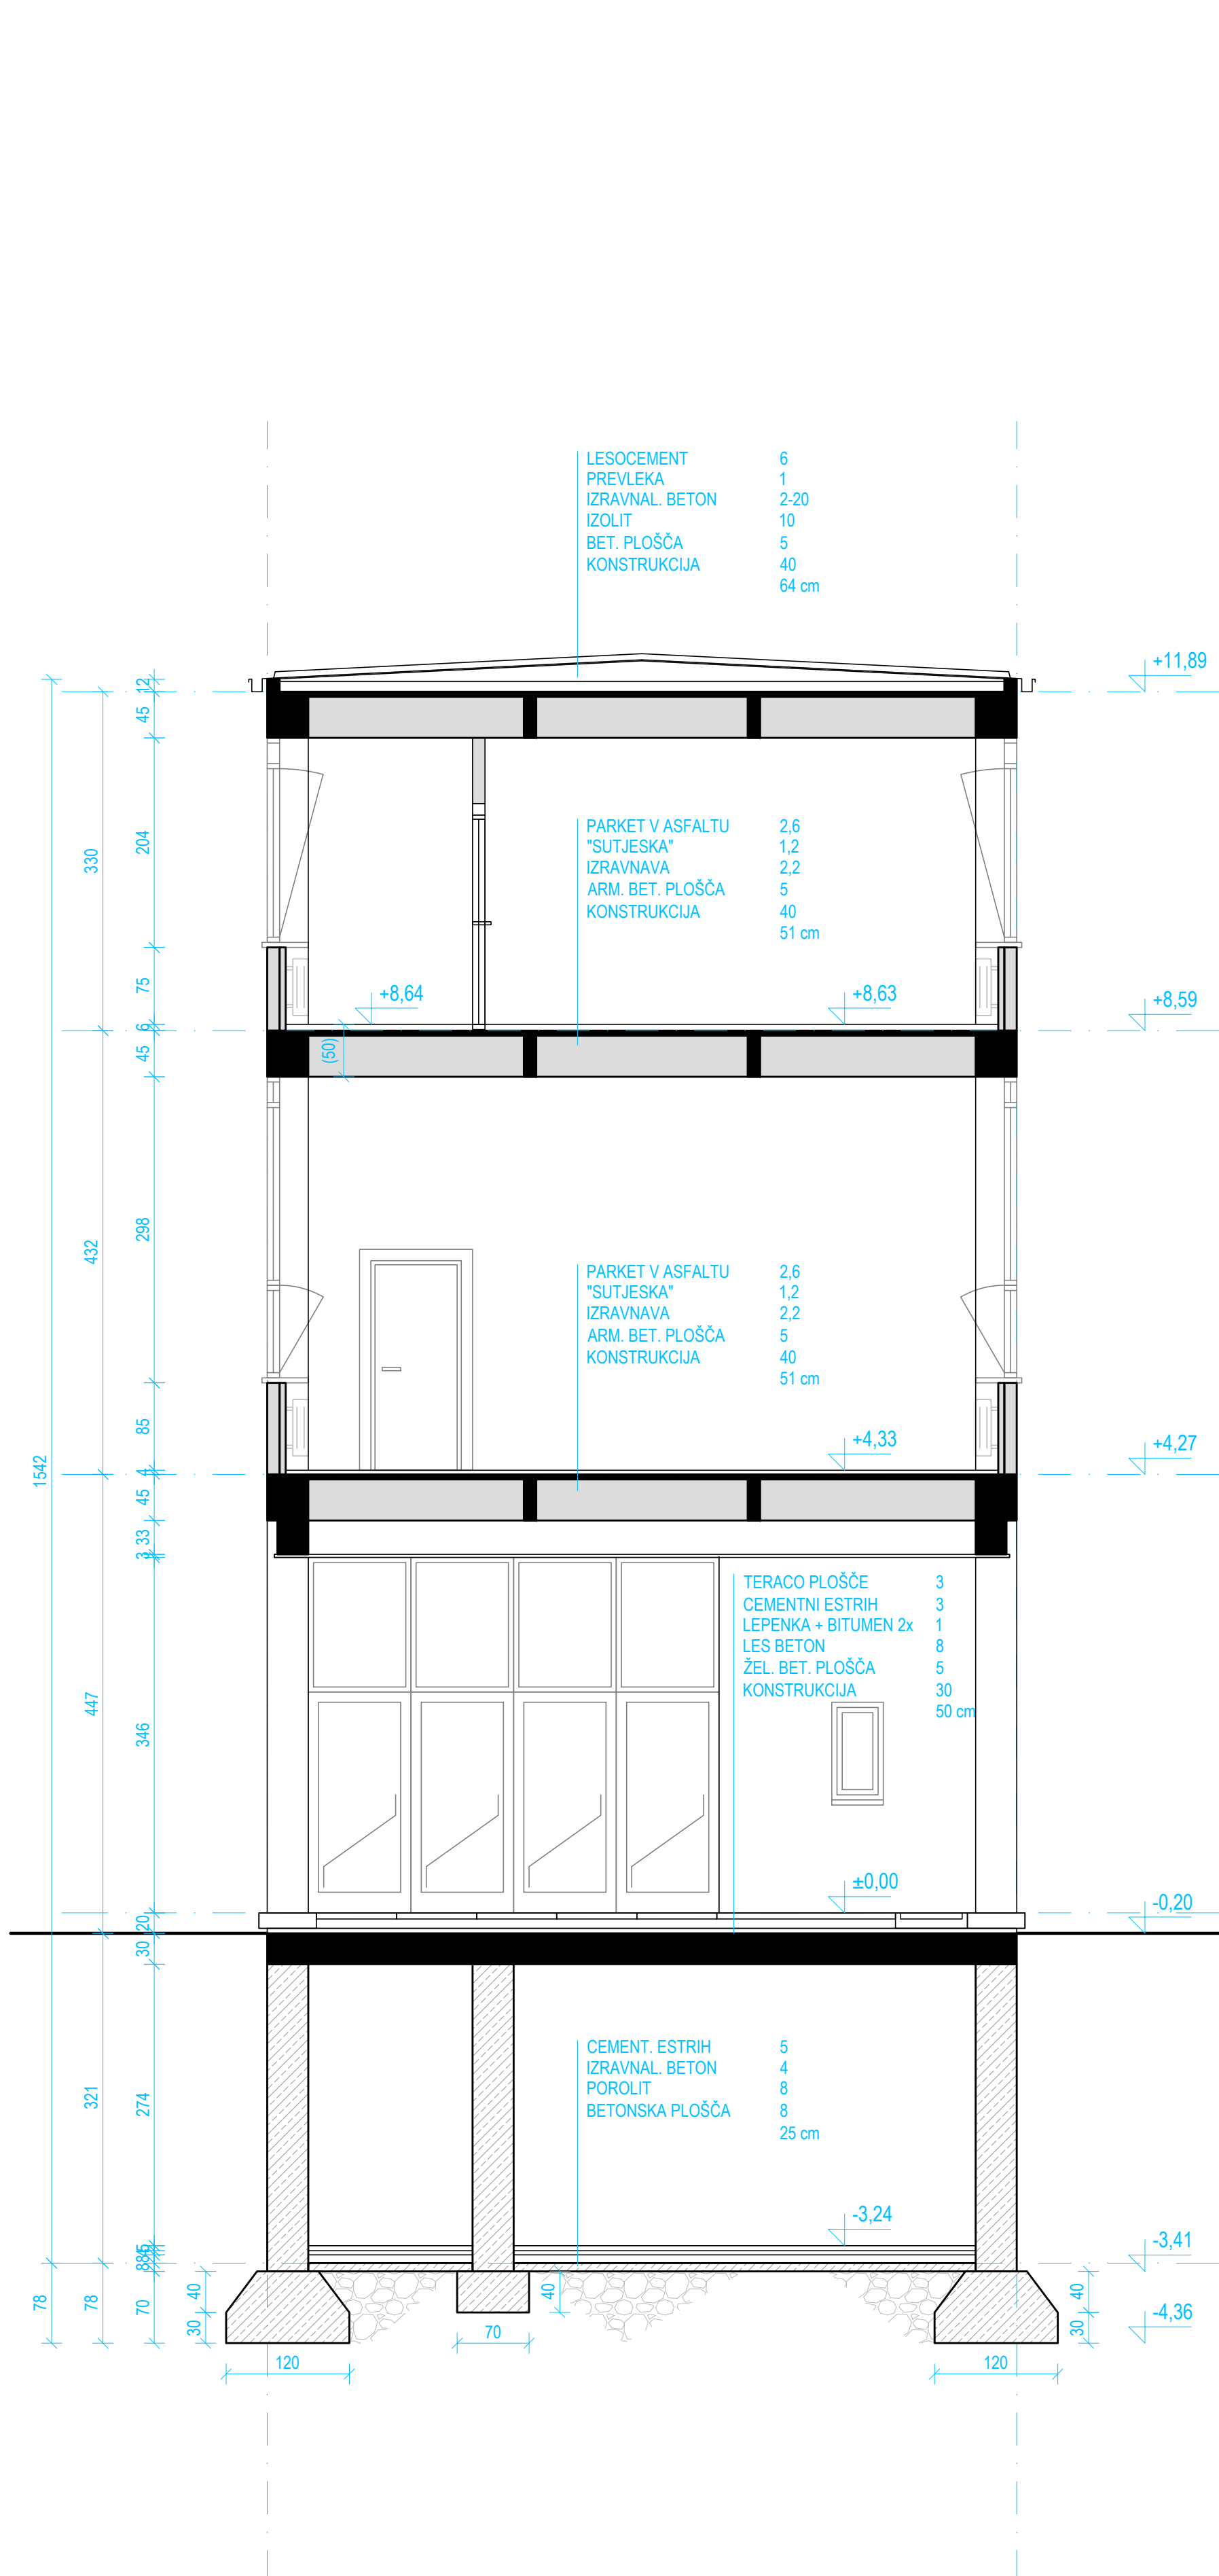 LESOCEMENT 6
PREVLEKA 1
IZRAVNAL. BETON 2-20
IZOLIT 10
BET. PLOŠČA 5
KONSTRUKCIJA 40
64 cm
+11,89
12
45
204
330
75
6
PARKET V ASFALTU 2,6
"SUTJESKA" 1,2
IZRAVNAVA 2,2
ARM. BET. PLOŠČA 5
KONSTRUKCIJA 40
51 cm
+8,64
+8,63
+8,59
45
(50)
298
432
85
4
PARKET V ASFALTU 2,6
"SUTJESKA" 1,2
IZRAVNAVA 2,2
ARM. BET. PLOŠČA 5
KONSTRUKCIJA 40
51 cm
+4,33
+4,27
1542
45
33
3
346
447
TERACO PLOŠČE 3
CEMENTNI ESTRIH 3
LEPENKA + BITUMEN 2x 1
LES BETON 8
ŽEL. BET. PLOŠČA 5
KONSTRUKCIJA 30
50 cm
±0,00
-0,20
20
30
274
321
CEMENT. ESTRIH 5
IZRAVNAL. BETON 4
POROLIT 8
BETONSKA PLOŠČA 8
25 cm
-3,24
-3,41
8
8
4
5
78
78
70
40
30
40
40
30
-4,36
70
120
120